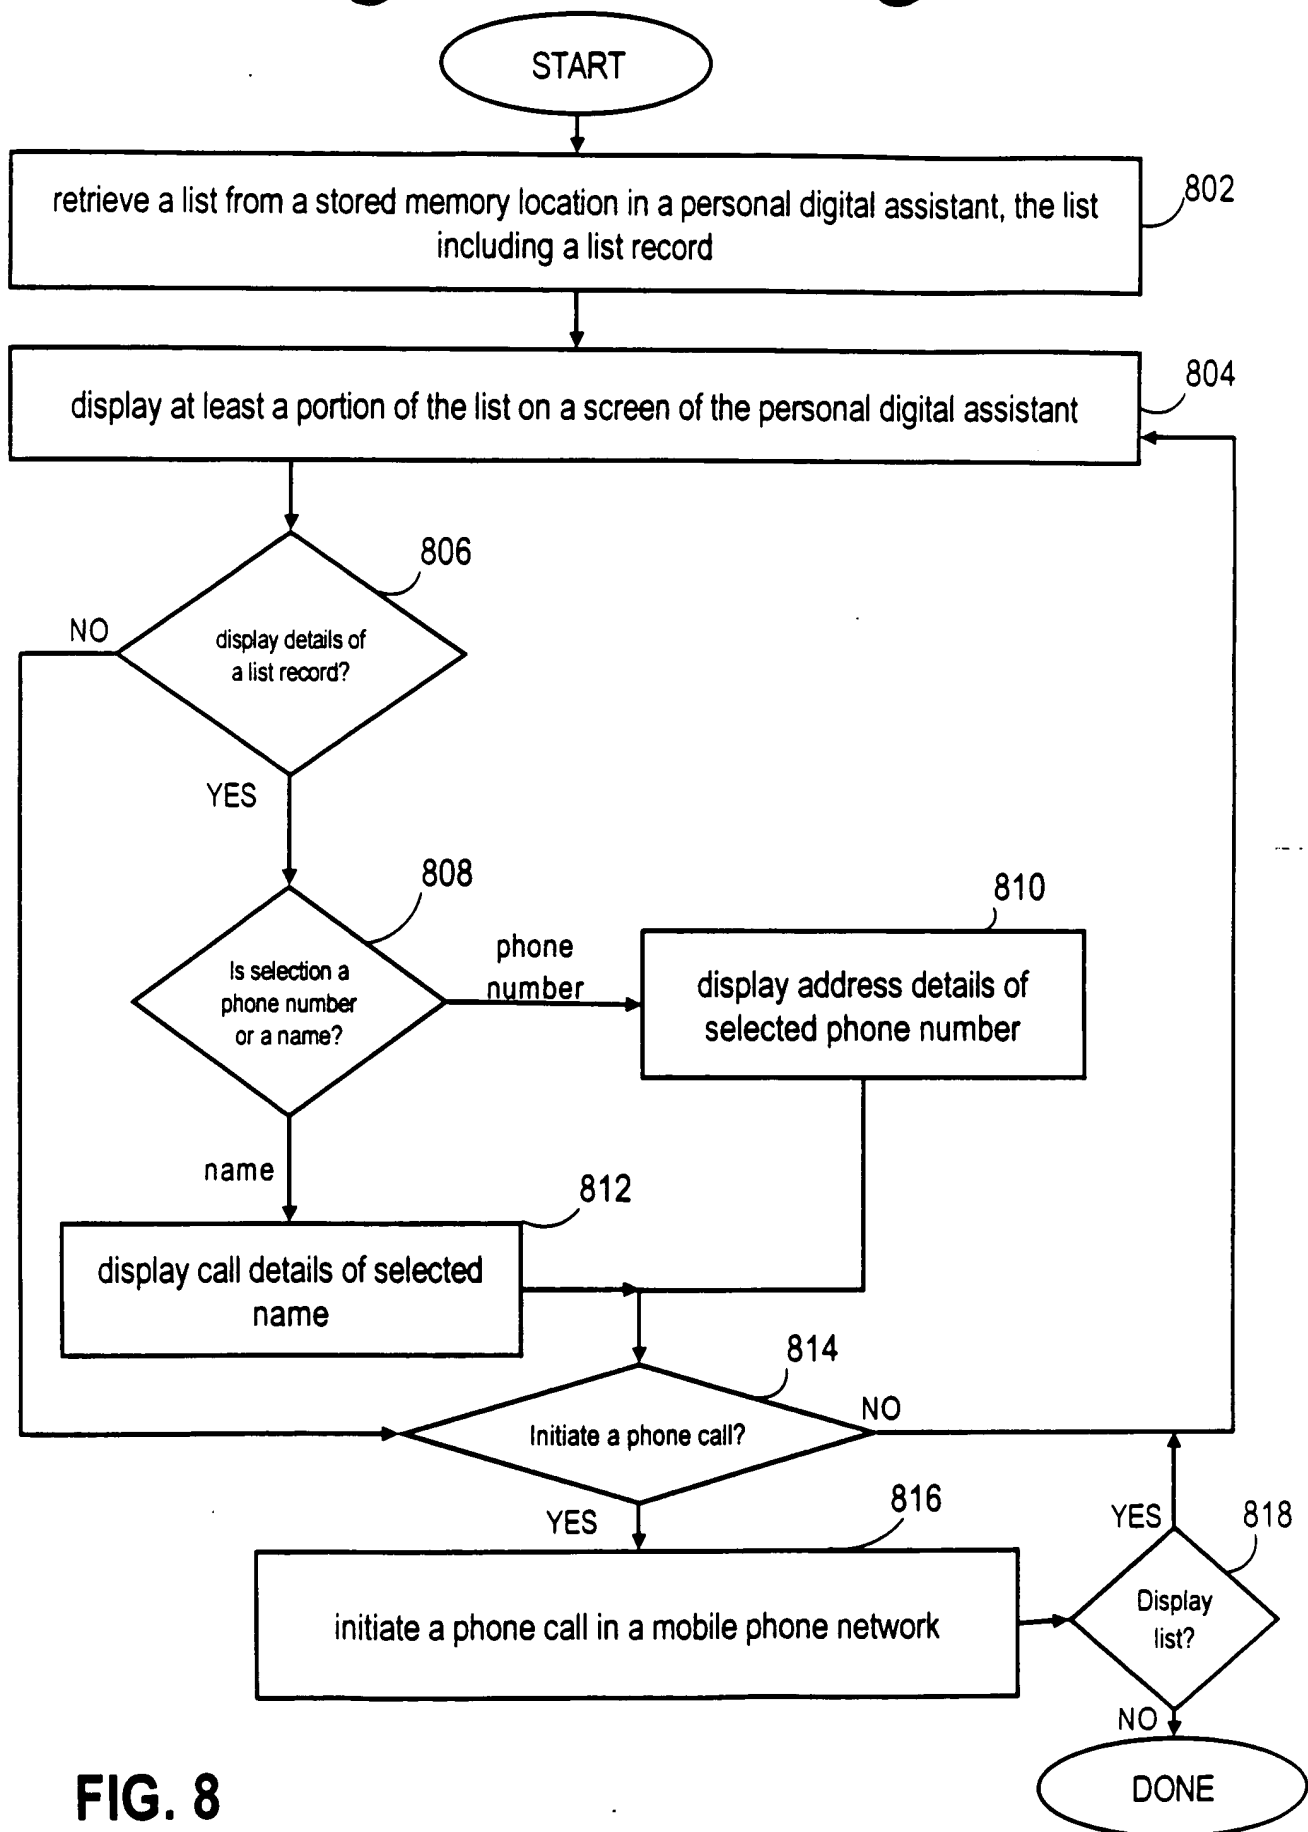 START
802
retrieve a list from a stored memory location in a personal digital assistant, the list
including a list record
804
display at least a portion of the list on a screen of the personal digital assistant
806
NO
display details of
a list record?
YES
808
810
Is selection a
phone number
or a name?
phone
number
display address details of
selected phone number
name
812
display call details of selected
name
814
NO
Initiate a phone call?
YES
816
YES
818
initiate a phone call in a mobile phone network
Display
list?
NO
DONE
FIG. 8